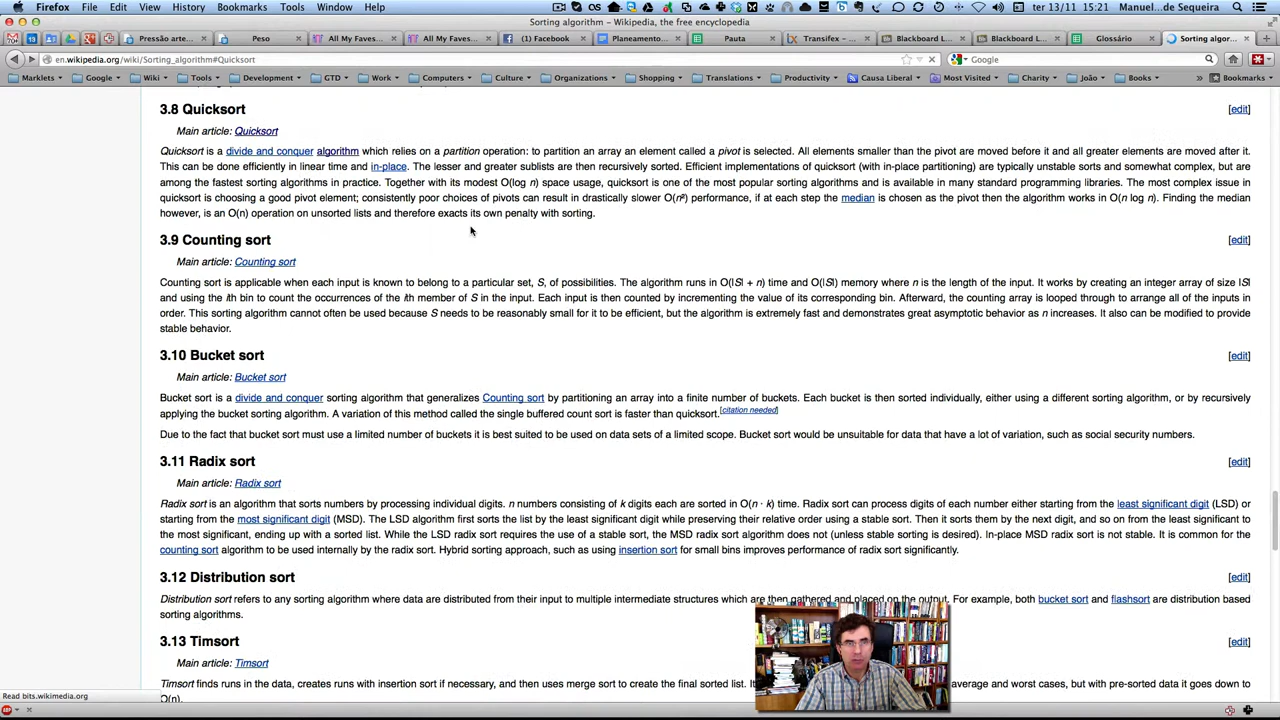 Firefox File Edit View History Bookmarks Tools Window Help ter 13/11 15:21 Manuel...de Sequeira
Sorting algorithm – Wikipedia, the free encyclopedia
Pressão arte... Peso All My Faves... All My Faves... (1) Facebook Planeamento... Pauta Transifex – ... Blackboard L... Blackboard L... Glossário Sorting algor...
en.wikipedia.org/wiki/Sorting_algorithm#Quicksort Google
Marklets Google Wiki Tools Development GTD Work Computers Culture Organizations Shopping Translations Productivity Causa Liberal Most Visited Charity João Books Bookmarks
3.8 Quicksort [edit]
Main article: Quicksort
Quicksort is a divide and conquer algorithm which relies on a partition operation: to partition an array an element called a pivot is selected. All elements smaller than the pivot are moved before it and all greater elements are moved after it.
This can be done efficiently in linear time and in-place. The lesser and greater sublists are then recursively sorted. Efficient implementations of quicksort (with in-place partitioning) are typically unstable sorts and somewhat complex, but are
among the fastest sorting algorithms in practice. Together with its modest O(log n) space usage, quicksort is one of the most popular sorting algorithms and is available in many standard programming libraries. The most complex issue in
quicksort is choosing a good pivot element; consistently poor choices of pivots can result in drastically slower O(n²) performance, if at each step the median is chosen as the pivot then the algorithm works in O(n log n). Finding the median
however, is an O(n) operation on unsorted lists and therefore exacts its own penalty with sorting.
3.9 Counting sort [edit]
Main article: Counting sort
Counting sort is applicable when each input is known to belong to a particular set, S, of possibilities. The algorithm runs in O(|S| + n) time and O(|S|) memory where n is the length of the input. It works by creating an integer array of size |S|
and using the ith bin to count the occurrences of the ith member of S in the input. Each input is then counted by incrementing the value of its corresponding bin. Afterward, the counting array is looped through to arrange all of the inputs in
order. This sorting algorithm cannot often be used because S needs to be reasonably small for it to be efficient, but the algorithm is extremely fast and demonstrates great asymptotic behavior as n increases. It also can be modified to provide
stable behavior.
3.10 Bucket sort [edit]
Main article: Bucket sort
Bucket sort is a divide and conquer sorting algorithm that generalizes Counting sort by partitioning an array into a finite number of buckets. Each bucket is then sorted individually, either using a different sorting algorithm, or by recursively
applying the bucket sorting algorithm. A variation of this method called the single buffered count sort is faster than quicksort.[citation needed]
Due to the fact that bucket sort must use a limited number of buckets it is best suited to be used on data sets of a limited scope. Bucket sort would be unsuitable for data that have a lot of variation, such as social security numbers.
3.11 Radix sort [edit]
Main article: Radix sort
Radix sort is an algorithm that sorts numbers by processing individual digits. n numbers consisting of k digits each are sorted in O(n · k) time. Radix sort can process digits of each number either starting from the least significant digit (LSD) or
starting from the most significant digit (MSD). The LSD algorithm first sorts the list by the least significant digit while preserving their relative order using a stable sort. Then it sorts them by the next digit, and so on from the least significant to
the most significant, ending up with a sorted list. While the LSD radix sort requires the use of a stable sort, the MSD radix sort algorithm does not (unless stable sorting is desired). In-place MSD radix sort is not stable. It is common for the
counting sort algorithm to be used internally by the radix sort. Hybrid sorting approach, such as using insertion sort for small bins improves performance of radix sort significantly.
3.12 Distribution sort [edit]
Distribution sort refers to any sorting algorithm where data are distributed from their input to multiple intermediate structures which are then gathered and placed on the output. For example, both bucket sort and flashsort are distribution based
sorting algorithms.
3.13 Timsort [edit]
Main article: Timsort
Timsort finds runs in the data, creates runs with insertion sort if necessary, and then uses merge sort to create the final sorted list. It average and worst cases, but with pre-sorted data it goes down to
O(n).
Read bits.wikimedia.org